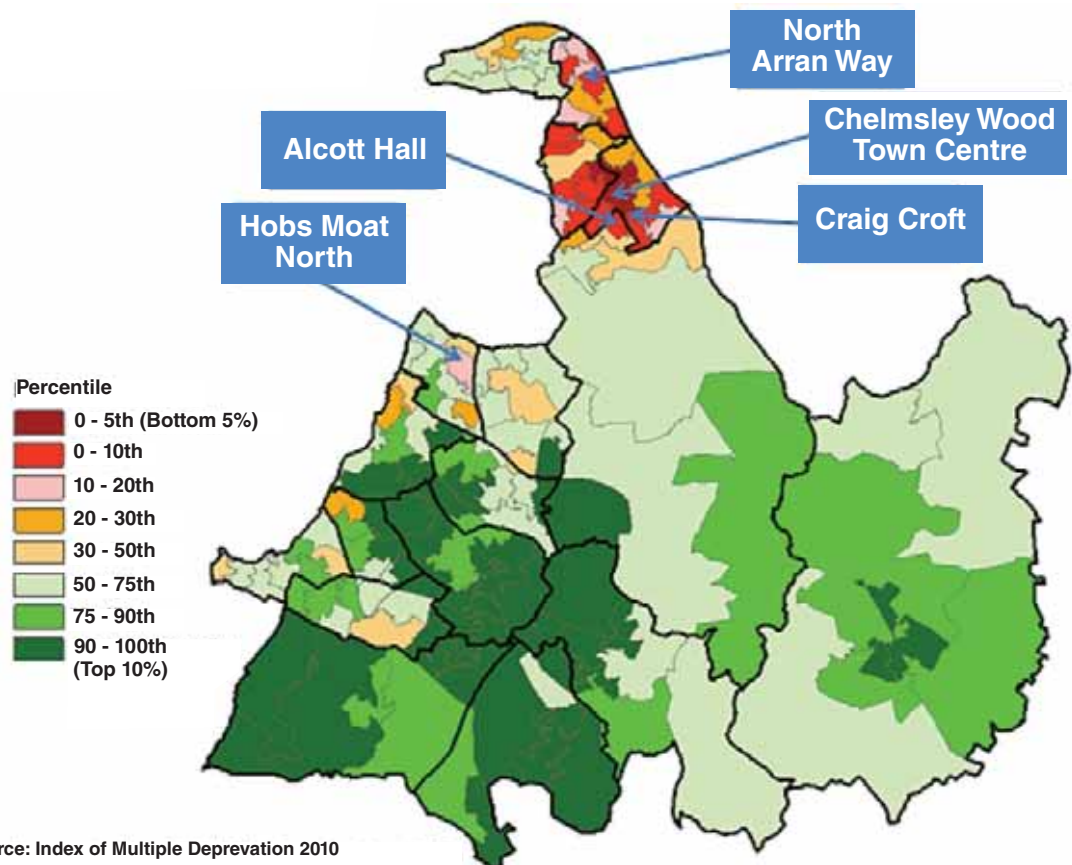 North
Arran Way
Chelmsley Wood
Town Centre
Alcott Hall
Craig Croft
Hobs Moat
North
Percentile
0 - 5th (Bottom 5%)
0 - 10th
10 - 20th
20 - 30th
30 - 50th
50 - 75th
75 - 90th
90 - 100th
(Top 10%)
rce: Index of Multiple Deprevation 2010